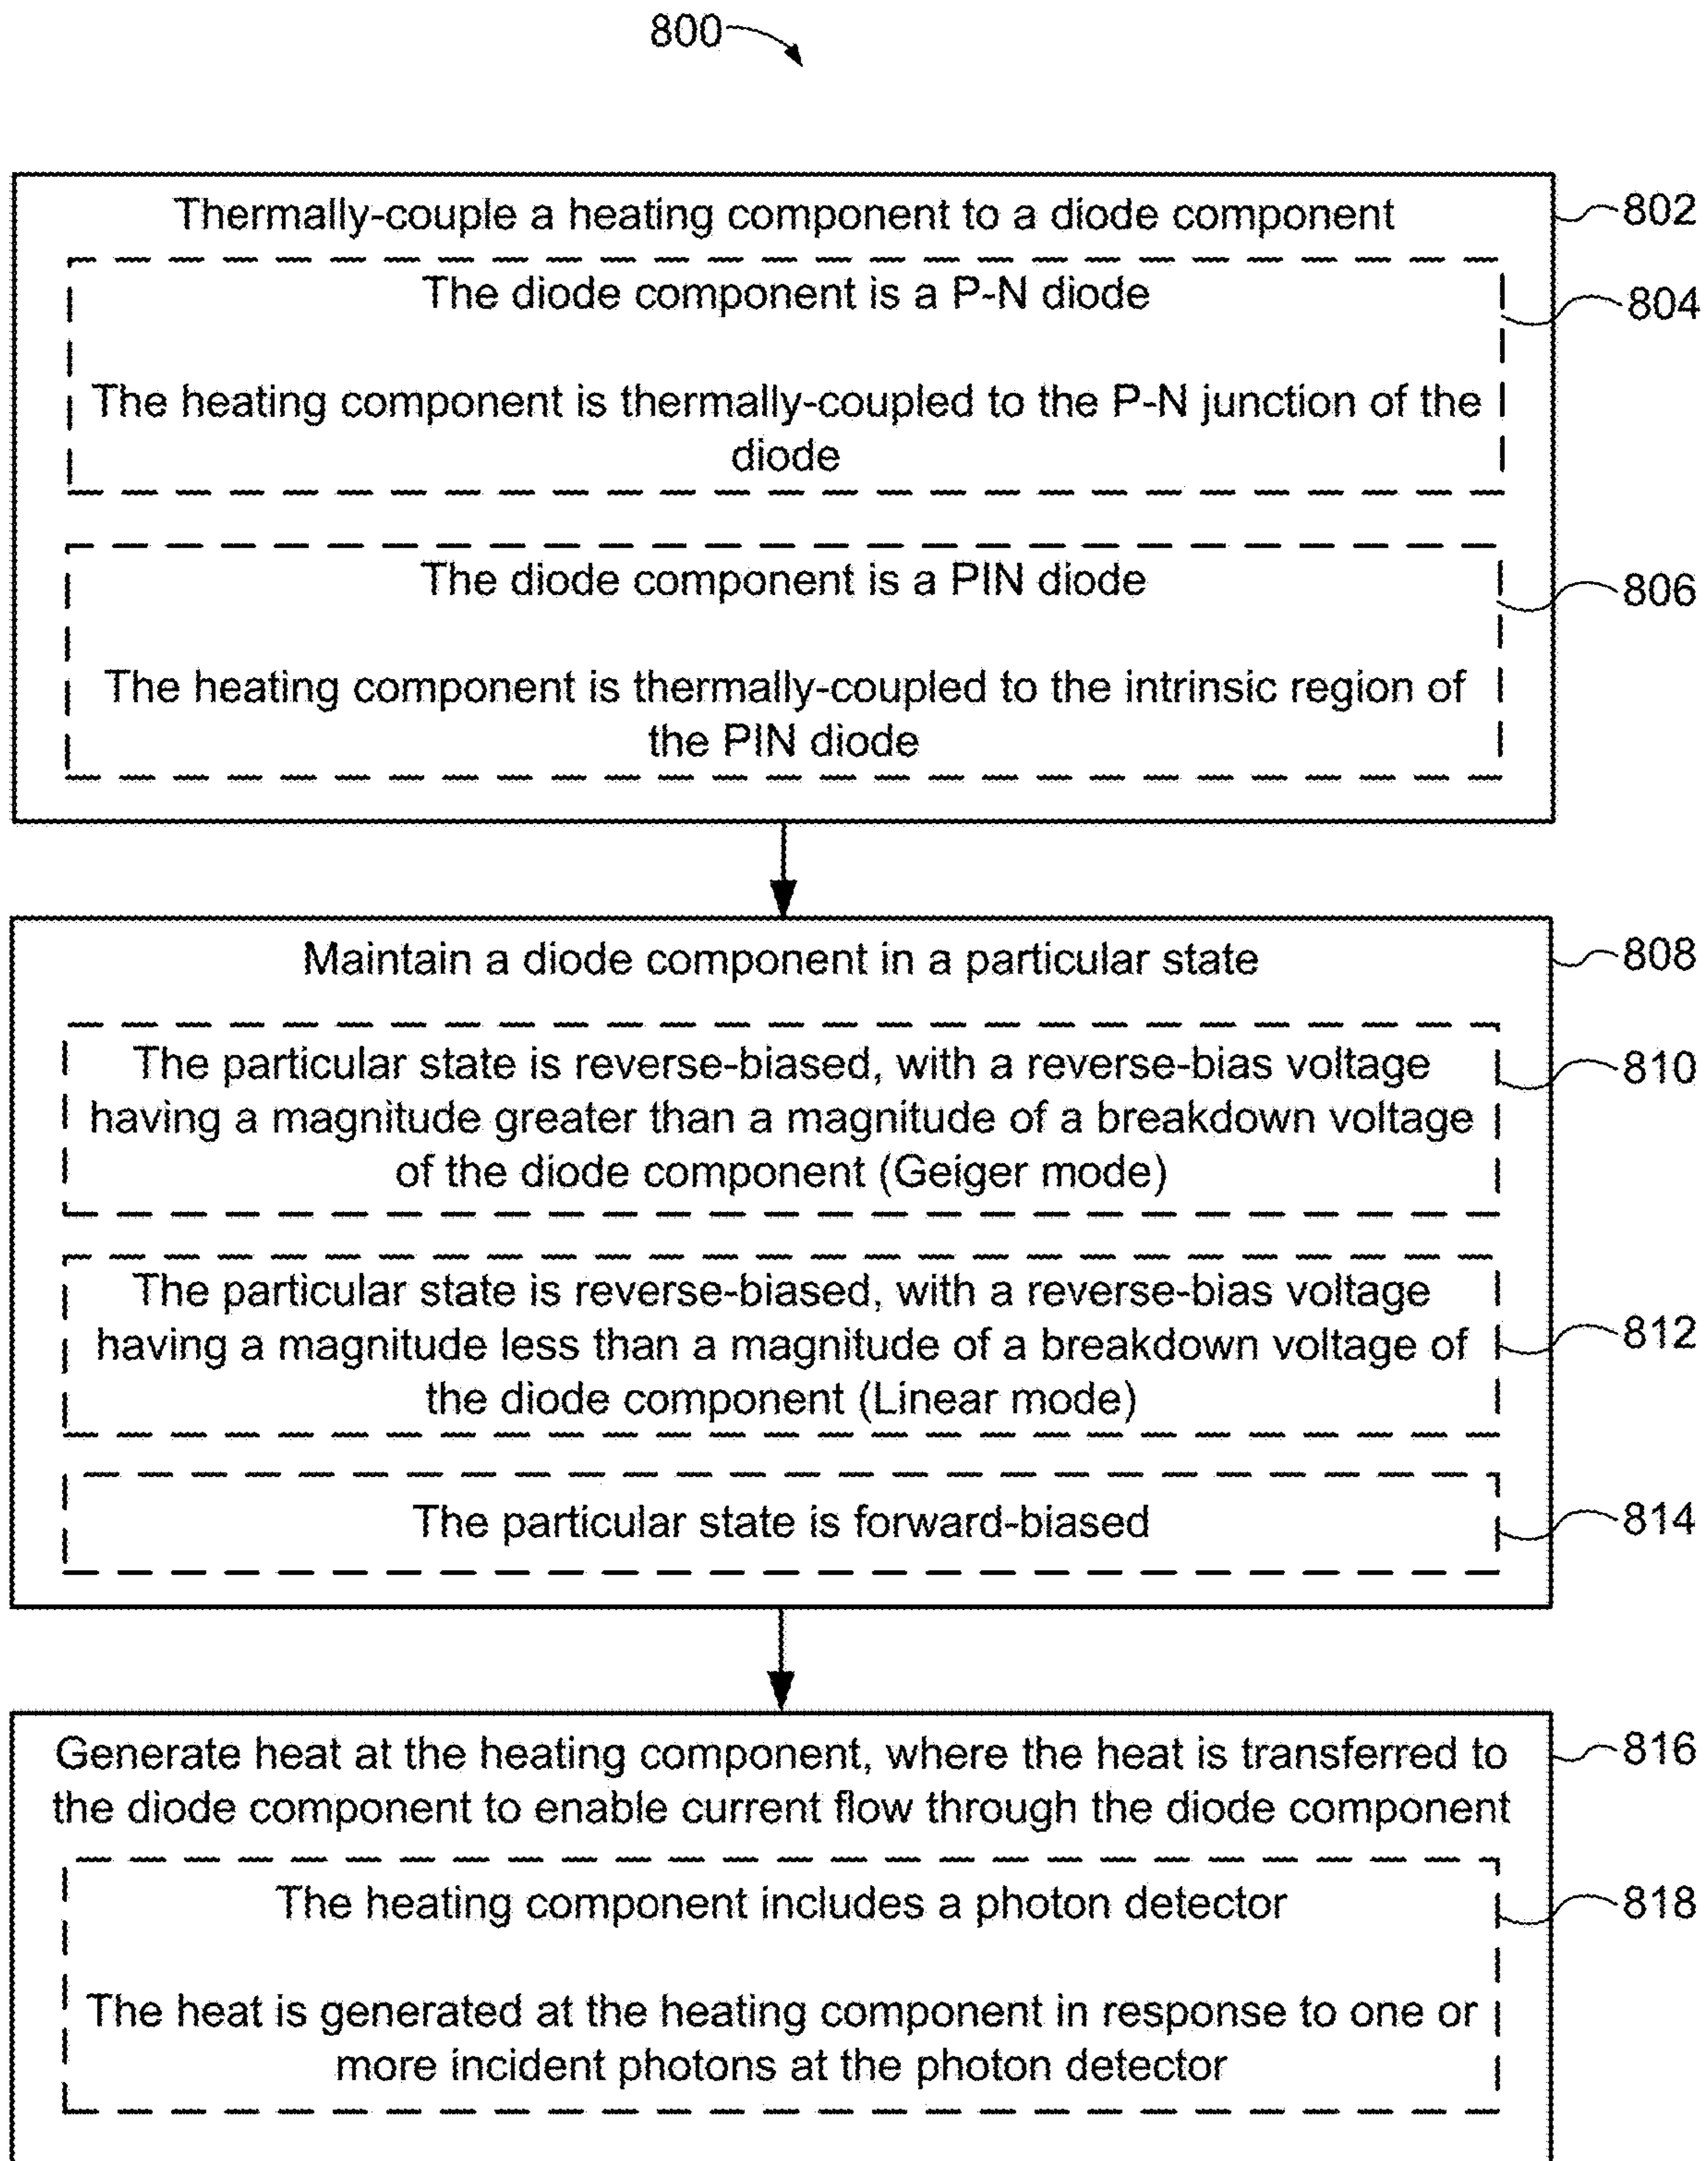 800
Thermally-couple a heating component to a diode component
802
The diode component is a P-N diode
804
The heating component is thermally-coupled to the P-N junction of the
diode
The diode component is a PIN diode
806
The heating component is thermally-coupled to the intrinsic region of
the PIN diode
Maintain a diode component in a particular state
808
The particular state is reverse-biased, with a reverse-bias voltage
810
having a magnitude greater than a magnitude of a breakdown voltage
of the diode component (Geiger mode)
The particular state is reverse-biased, with a reverse-bias voltage
having a magnitude less than a magnitude of a breakdown voltage of
812
the diode component (Linear mode)
The particular state is forward-biased
814
Generate heat at the heating component, where the heat is transferred to
816
the diode component to enable current flow through the diode component
The heating component includes a photon detector
818
The heat is generated at the heating component in response to one or
more incident photons at the photon detector